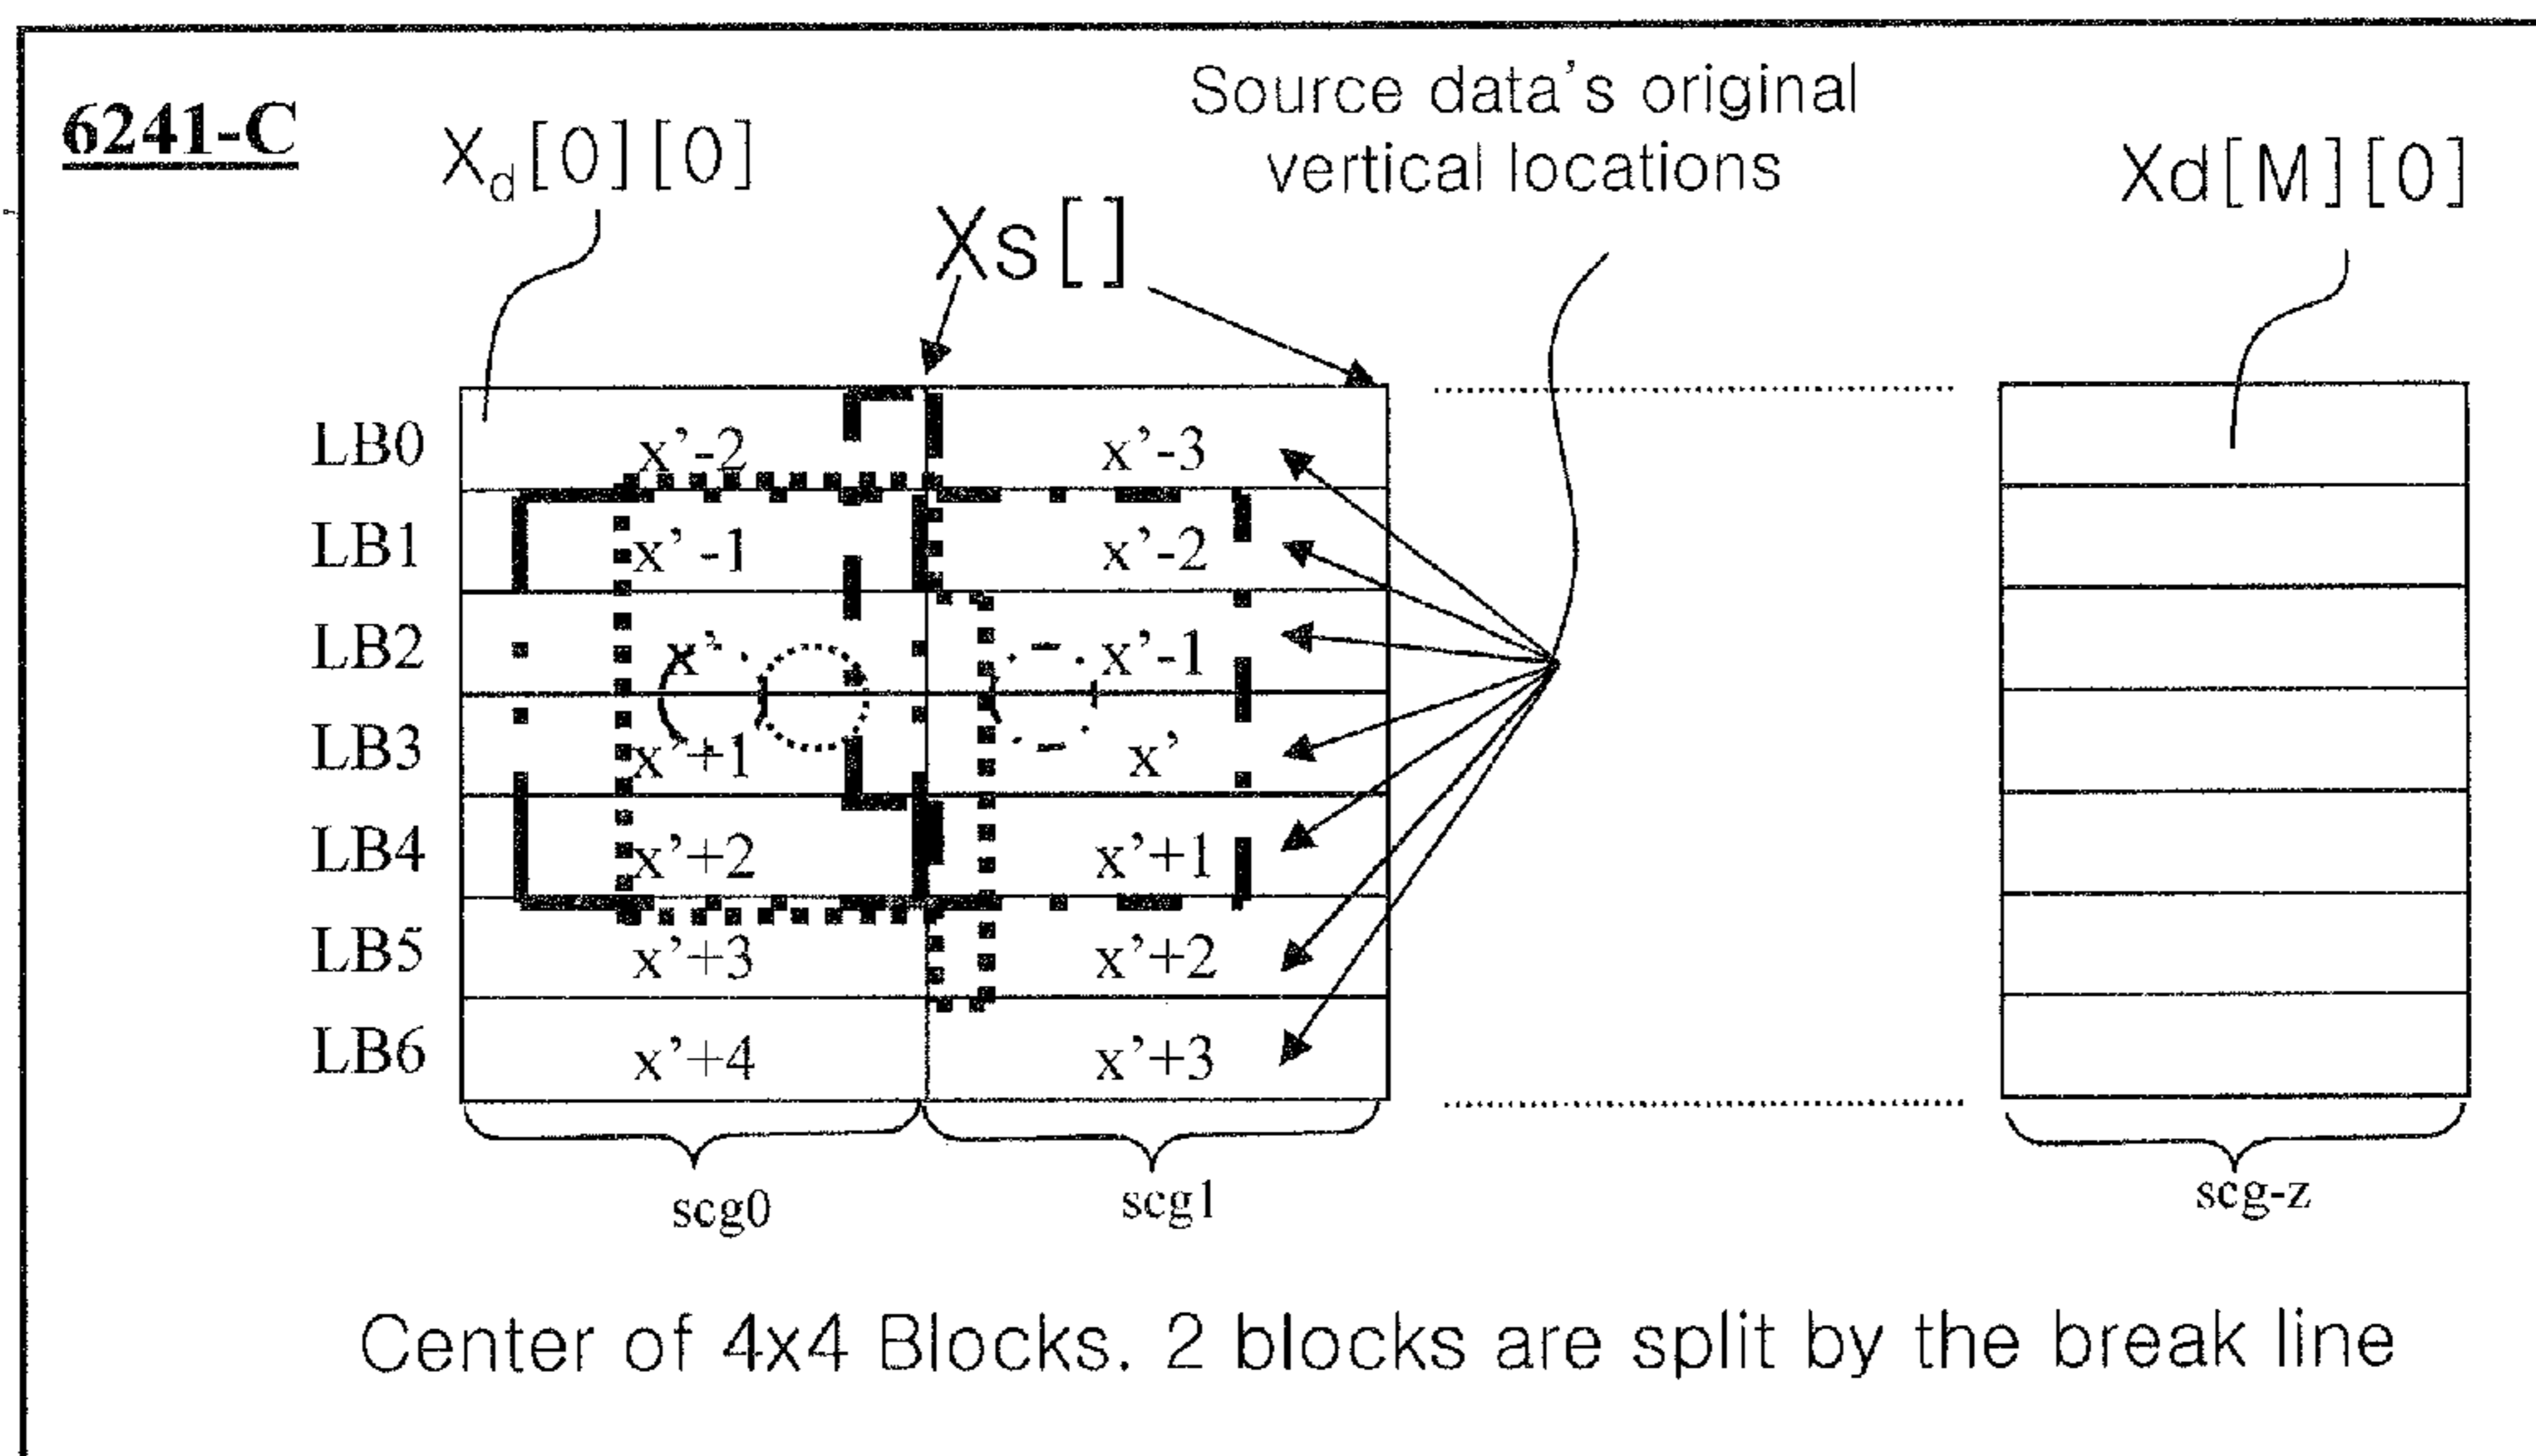 6241-C
Source data's original
vertical locations
Xd[0][0]
Xs[]
Xd[M][0]
LB0 x'-2 x'-3
LB1 x'-1 x'-2
LB2 x' x'-1
LB3 x'+1 x'
LB4 x'+2 x'+1
LB5 x'+3 x'+2
LB6 x'+4 x'+3
scg0 scg1 scg-z
Center of 4x4 Blocks. 2 blocks are split by the break line